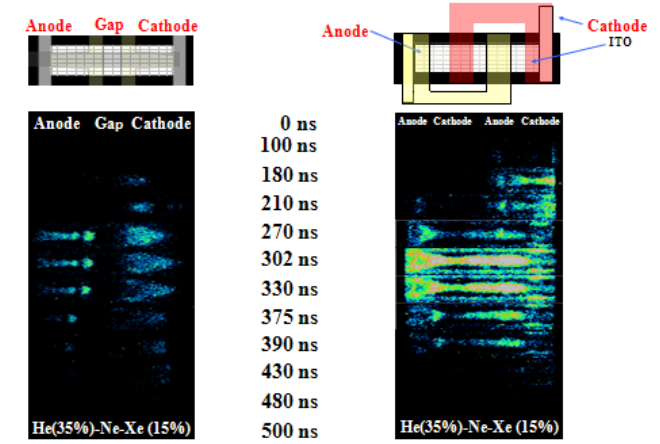 Anode Gap Cathode
Anode
Cathode
ITO
Anode Gap Cathode
Anode Cathode Anode Cathode
0 ns
100 ns
180 ns
210 ns
270 ns
302 ns
330 ns
375 ns
390 ns
430 ns
480 ns
500 ns
He(35%)-Ne-Xe (15%)
He(35%)-Ne-Xe (15%)